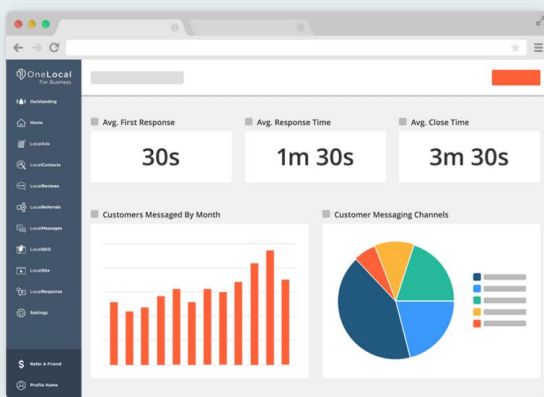 OneLocal
For Business
Outstanding
Home
LocalAds
LocalContacts
LocalReviews
LocalReferrals
LocalMessages
LocalSEO
LocalSite
LocalResponse
Settings
Refer A Friend
Profile Name
Avg. First Response
30s
Avg. Response Time
1m 30s
Avg. Close Time
3m 30s
Customers Messaged By Month
Customer Messaging Channels